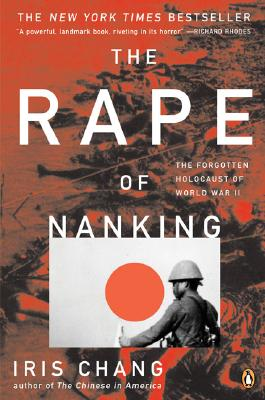 THE NEW YORK TIMES BESTSELLER
"A powerful, landmark book, riveting in its horror." —RICHARD RHODES
THE
RAPE
OF
NANKING
THE FORGOTTEN
HOLOCAUST OF
WORLD WAR II
IRIS CHANG
author of The Chinese in America